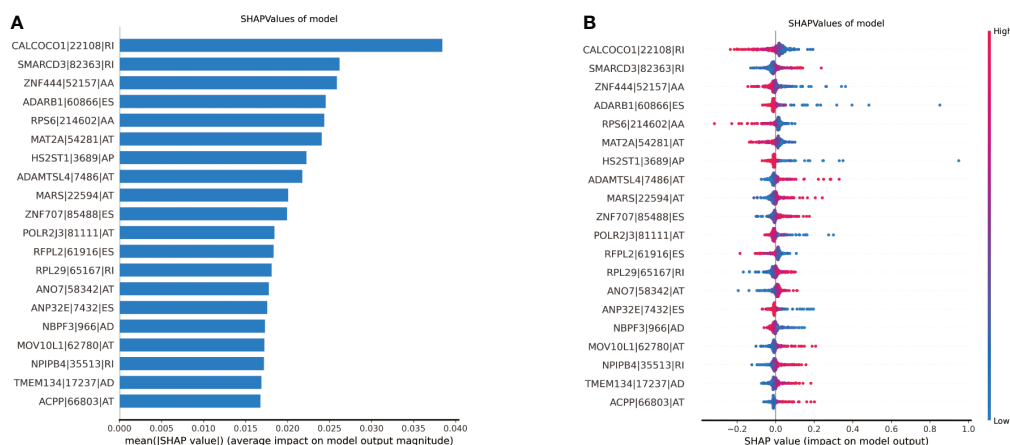 A
SHAPValues of model
CALCOCO1|22108|RI
SMARCD3|82363|RI
ZNF444|52157|AA
ADARB1|60866|ES
RPS6|214602|AA
MAT2A|54281|AT
HS2ST1|3689|AP
ADAMTSL4|7486|AT
MARS|22594|AT
ZNF707|85488|ES
POLR2J3|81111|AT
RFPL2|61916|ES
RPL29|65167|RI
ANO7|58342|AT
ANP32E|7432|ES
NBPF3|966|AD
MOV10L1|62780|AT
NPIPB4|35513|RI
TMEM134|17237|AD
ACPP|66803|AT
0.000 0.005 0.010 0.015 0.020 0.025 0.030 0.035 0.040
mean(|SHAP value|) (average impact on model output magnitude)
B
SHAPValues of model
High
CALCOCO1|22108|RI
SMARCD3|82363|RI
ZNF444|52157|AA
ADARB1|60866|ES
RPS6|214602|AA
MAT2A|54281|AT
HS2ST1|3689|AP
ADAMTSL4|7486|AT
MARS|22594|AT
ZNF707|85488|ES
POLR2J3|81111|AT
RFPL2|61916|ES
RPL29|65167|RI
ANO7|58342|AT
ANP32E|7432|ES
NBPF3|966|AD
MOV10L1|62780|AT
NPIPB4|35513|RI
TMEM134|17237|AD
ACPP|66803|AT
Low
−0.2 0.0 0.2 0.4 0.6 0.8 1.0
SHAP value (impact on model output)